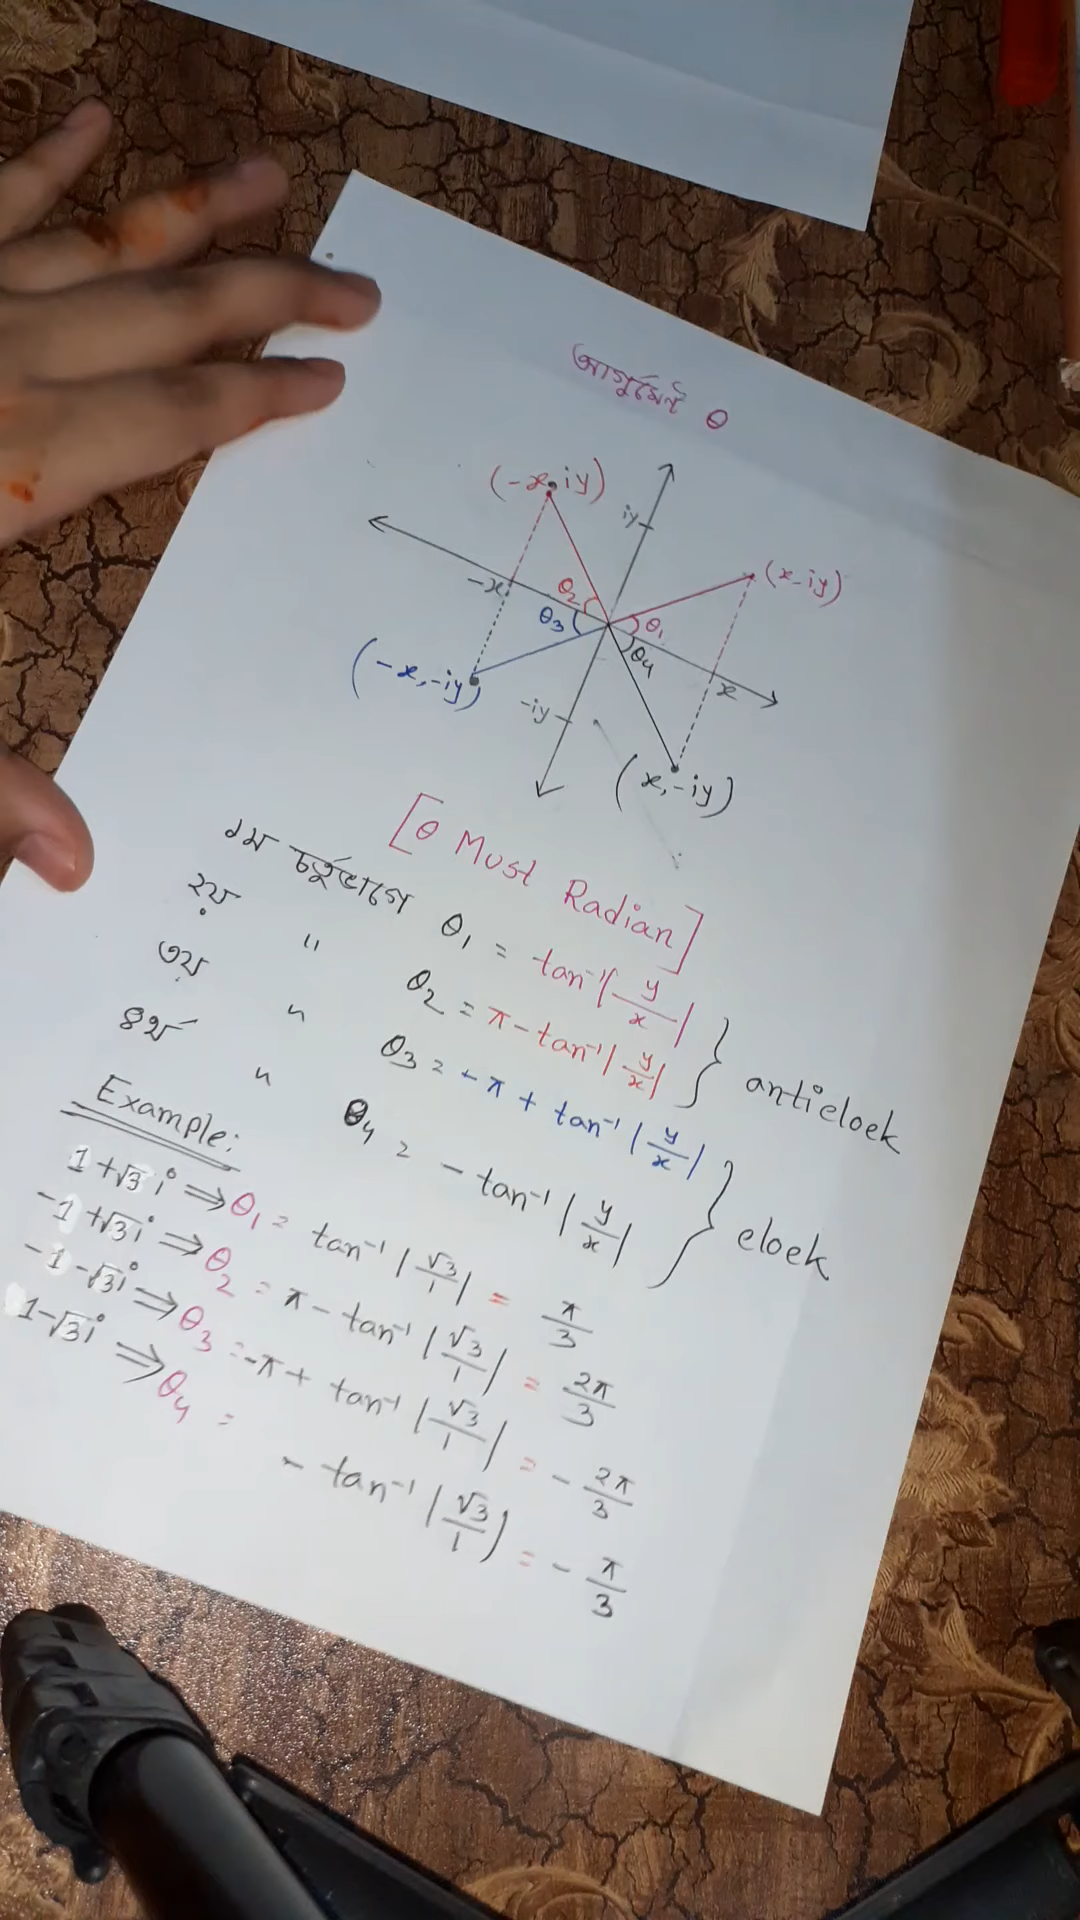 আর্গুমেন্ট θ
(-x, iy)
iy
(x-iy)
-x
θ2
θ3
θ1
θ4
x
(-x,-iy)
-iy
(x,-iy)
[θ Must Radian]
১ম চর্তুভাগে θ1 = tan⁻¹|y/x|
২য় " θ2 = π-tan⁻¹|y/x|
} anticlock
৩য় " θ3 = -π + tan⁻¹|y/x|
৪র্থ " θ4 = -tan⁻¹|y/x|
} clock
Example:
1+√3 i ⇒ θ1 = tan⁻¹|√3/1| = π/3
-1+√3i ⇒ θ2 = π-tan⁻¹|√3/1| = 2π/3
-1-√3i ⇒ θ3 = -π+ tan⁻¹|√3/1| = -2π/3
1-√3i ⇒ θ4 = - tan⁻¹|√3/1) = -π/3